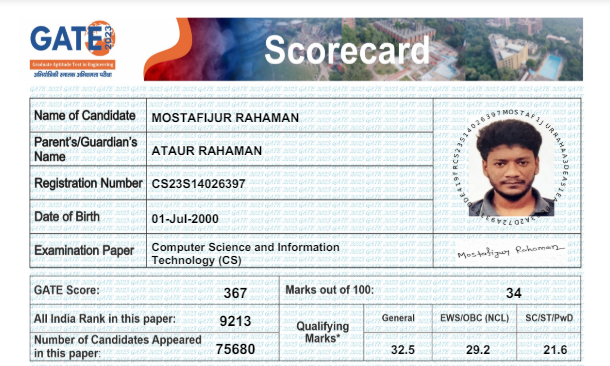 GATE 2023
Graduate Aptitude Test in Engineering
अभियांत्रिकी स्नातक अभिक्षमता परीक्षा
Scorecard
Name of Candidate MOSTAFIJUR RAHAMAN
Parent's/Guardian's Name ATAUR RAHAMAN
Registration Number CS23S14026397
Date of Birth 01-Jul-2000
Examination Paper Computer Science and Information
Technology (CS)
Mostafijur Rahaman
GATE Score: 367 Marks out of 100: 34
All India Rank in this paper: 9213
Number of Candidates Appeared
in this paper: 75680
Qualifying
Marks*
General EWS/OBC (NCL) SC/ST/PwD
32.5 29.2 21.6